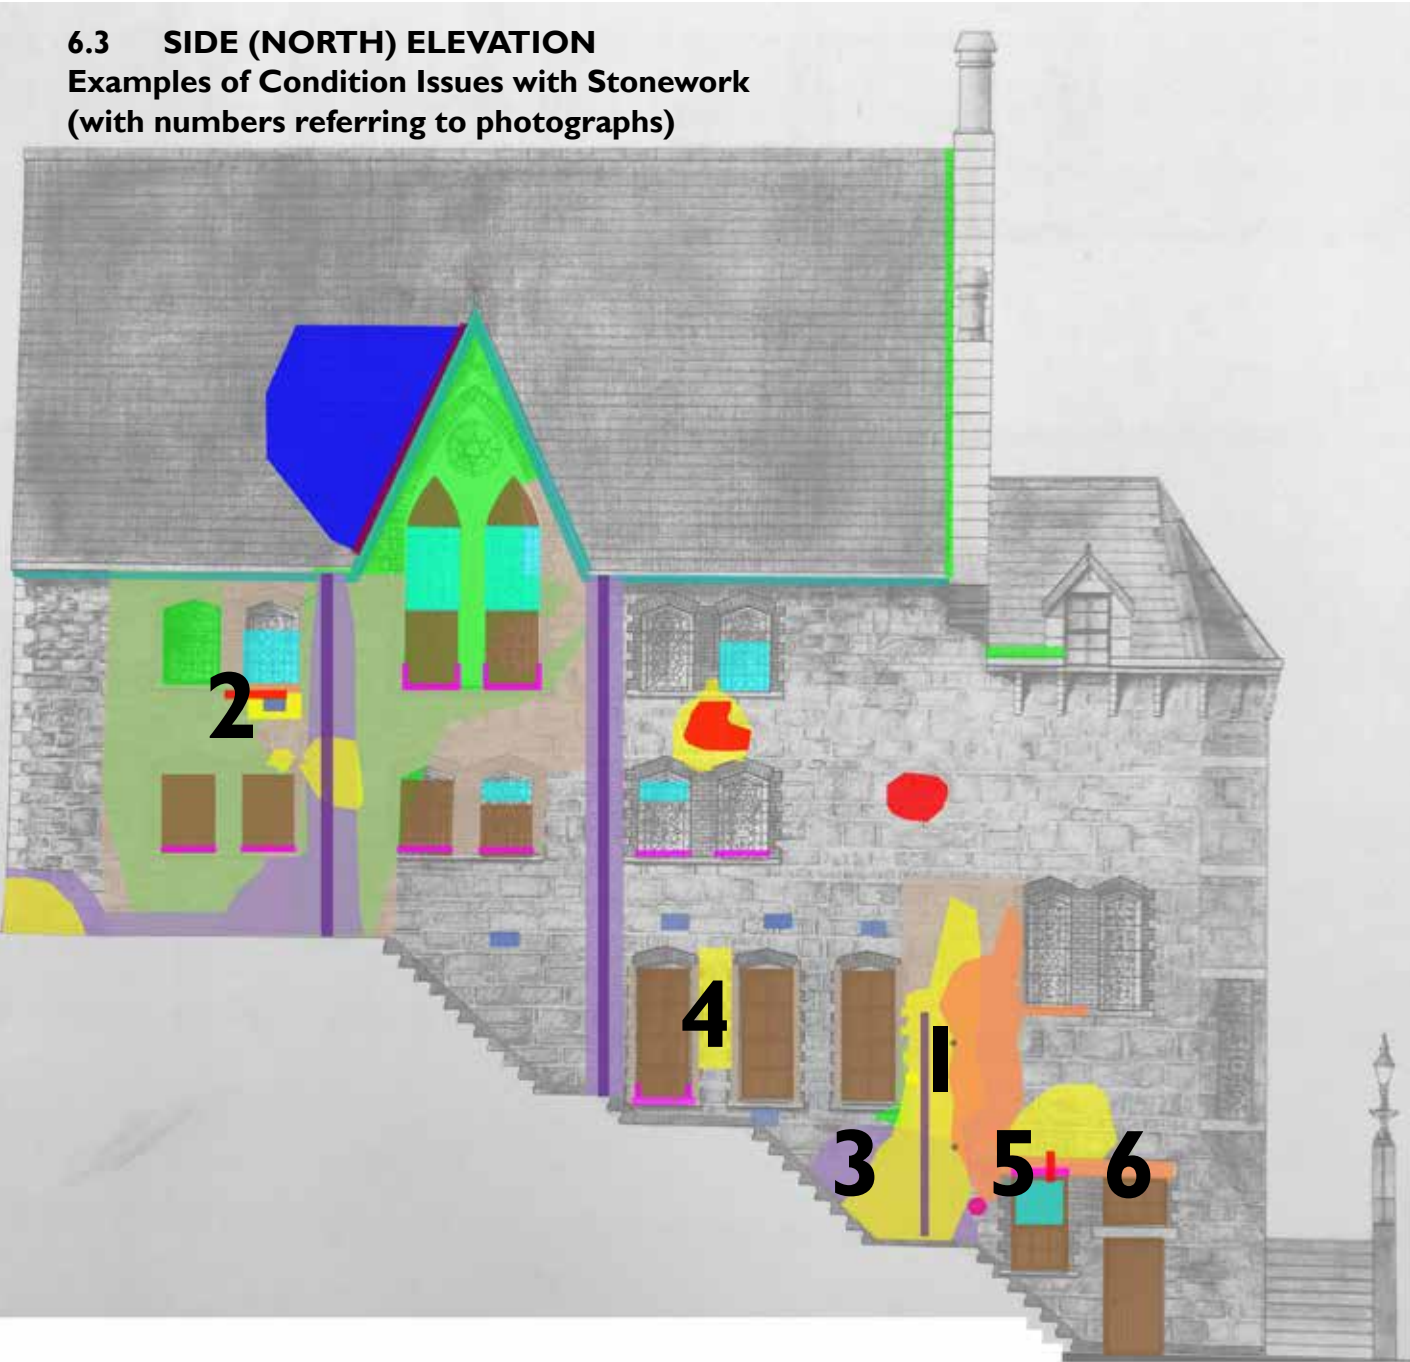 6.3 SIDE (NORTH) ELEVATION
Examples of Condition Issues with Stonework
(with numbers referring to photographs)
2
4
1
3
5
6